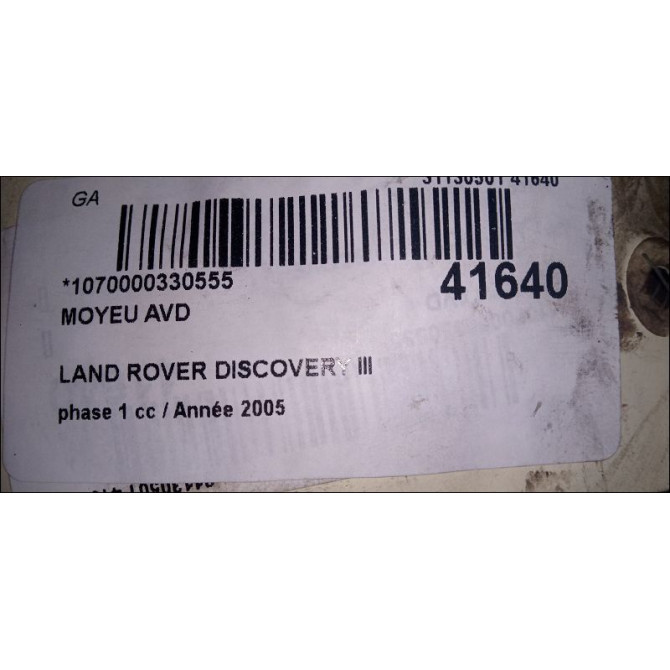 31130501 41640
GA
*1070000330555
41640
MOYEU AVD
LAND ROVER DISCOVERY III
phase 1 cc / Année 2005